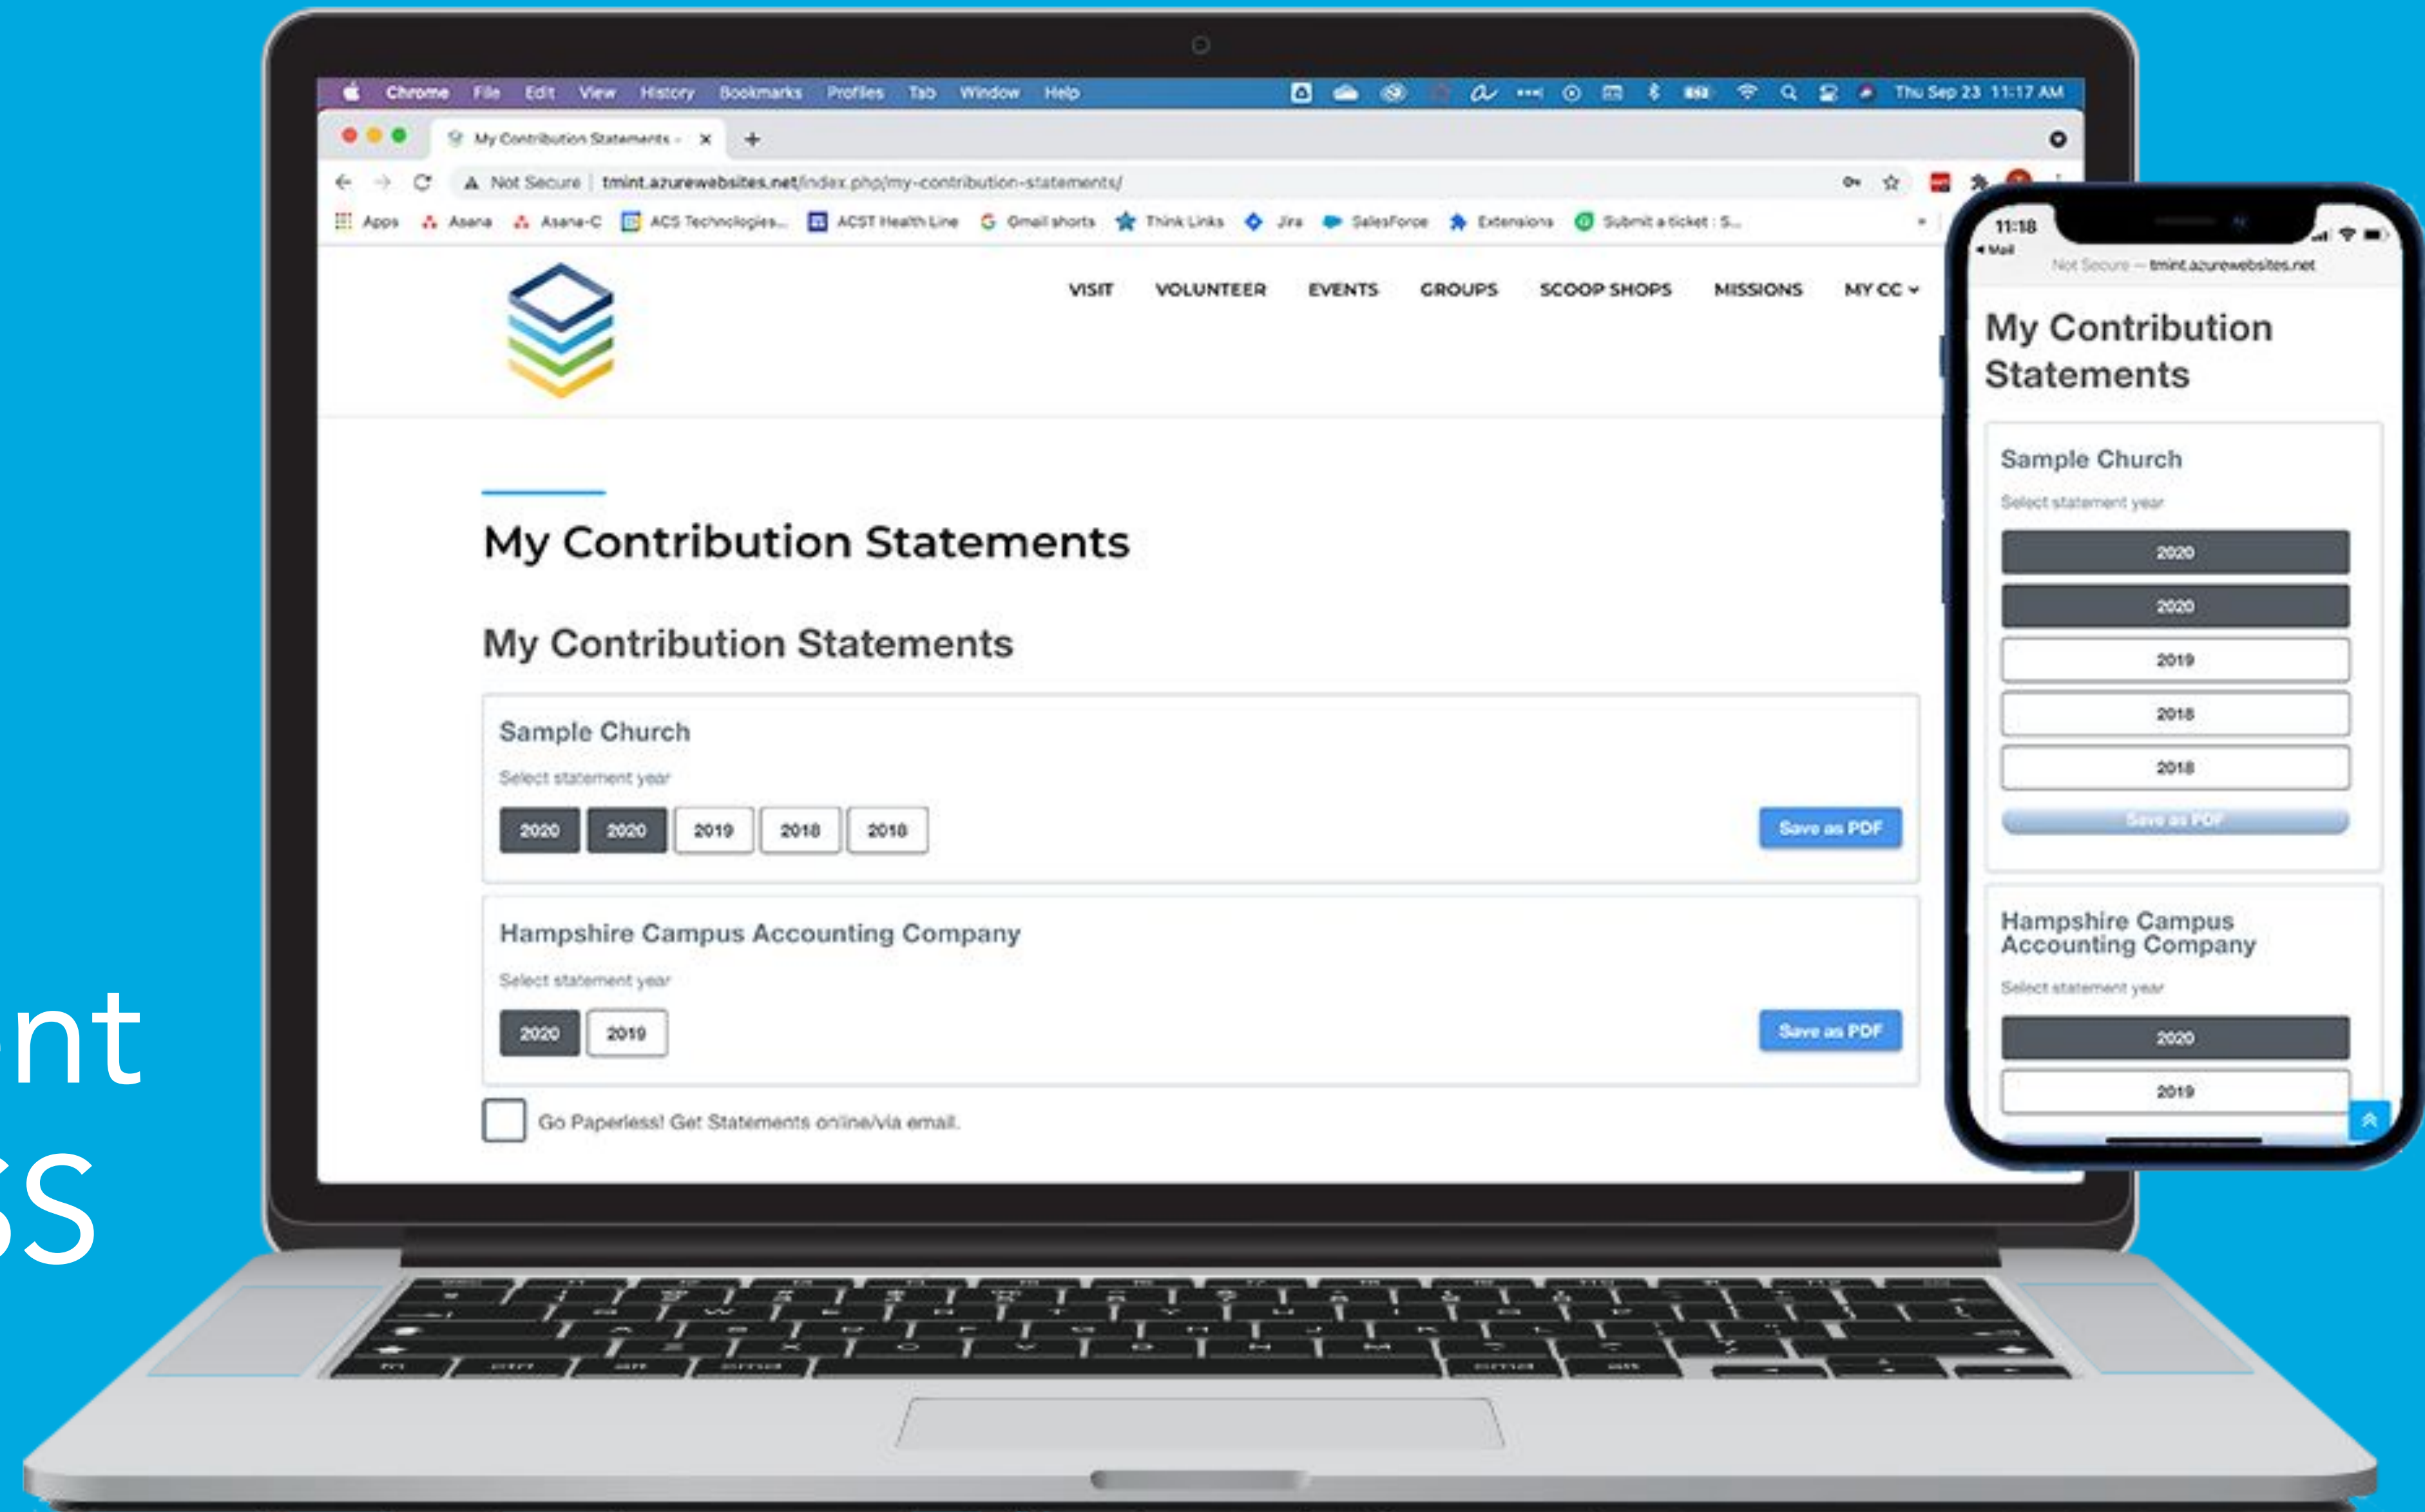 Chrome File Edit View History Bookmarks Profiles Tab Window Help Thu Sep 23 11:17 AM
My Contribution Statements -
Not Secure | tmint.azurewebsites.net/index.php/my-contribution-statements/
Apps Asana Asana-C ACS Technologies... ACST Health Line Gmail shorts Think Links Jira SalesForce Extensions Submit a ticket : S...
VISIT VOLUNTEER EVENTS GROUPS SCOOP SHOPS MISSIONS MY CC
My Contribution Statements
My Contribution Statements
Sample Church
Select statement year
2020 2020 2019 2018 2018 Save as PDF
Hampshire Campus Accounting Company
Select statement year
2020 2019 Save as PDF
Go Paperless! Get Statements online/via email.
11:18
Mail
Not Secure — tmint.azurewebsites.net
My Contribution
Statements
Sample Church
Select statement year
2020
2020
2019
2018
2018
Save as PDF
Hampshire Campus
Accounting Company
Select statement year
2020
2019
nt
ss